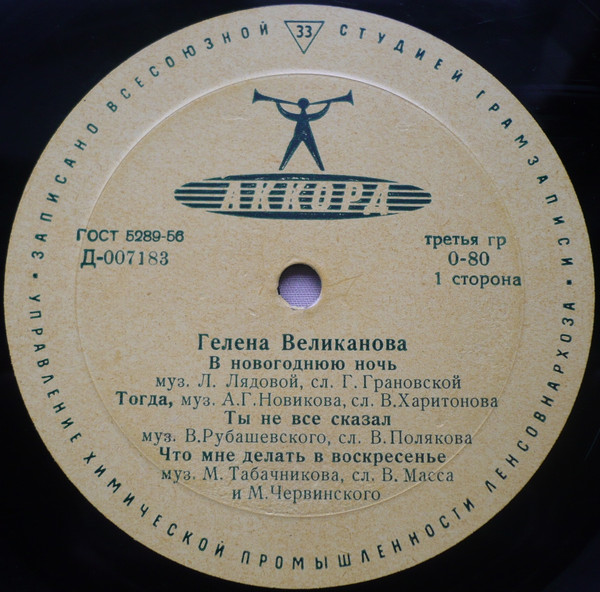 ЗАПИСАНО ВСЕСОЮЗНОЙ 33 СТУДИЕЙ ГРАМЗАПИСИ
АККОРД
ГОСТ 5289-56
Д-007183
третья гр
0-80
1 сторона
Гелена Великанова
В новогоднюю ночь
муз. Л. Лядовой, сл. Г. Грановской
Тогда, муз. А.Г.Новикова, сл. В.Харитонова
Ты не все сказал
муз. В.Рубашевского, сл. В.Полякова
Что мне делать в воскресенье
муз. М. Табачникова, сл. В. Масса
и М.Червинского
УПРАВЛЕНИЕ ХИМИЧЕСКОЙ ПРОМЫШЛЕННОСТИ ЛЕНСОВНАРХОЗА